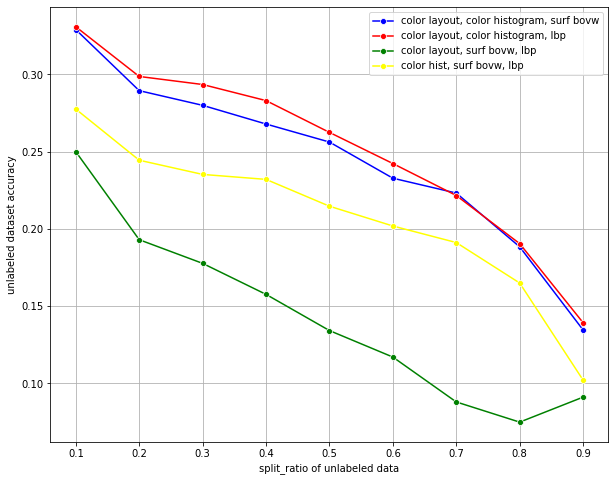 color layout, color histogram, surf bovw
color layout, color histogram, lbp
color layout, surf bovw, lbp
color hist, surf bovw, lbp
unlabeled dataset accuracy
0.30
0.25
0.20
0.15
0.10
0.1 0.2 0.3 0.4 0.5 0.6 0.7 0.8 0.9
split_ratio of unlabeled data